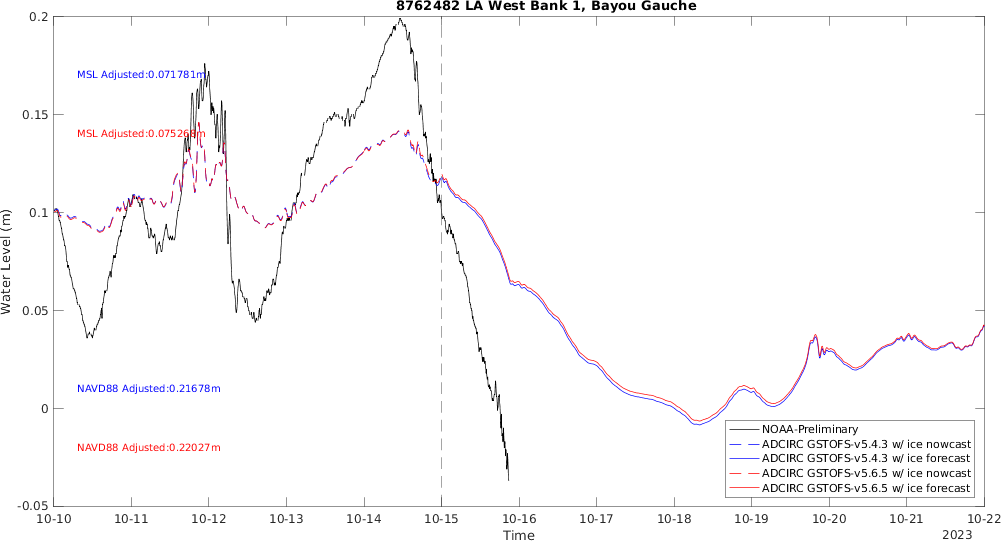 8762482 LA West Bank 1, Bayou Gauche
0.2
0.15
0.1
0.05
0
-0.05
Water Level (m)
MSL Adjusted:0.071781m
MSL Adjusted:0.075268m
NAVD88 Adjusted:0.21678m
NAVD88 Adjusted:0.22027m
NOAA-Preliminary
ADCIRC GSTOFS-v5.4.3 w/ ice nowcast
ADCIRC GSTOFS-v5.4.3 w/ ice forecast
ADCIRC GSTOFS-v5.6.5 w/ ice nowcast
ADCIRC GSTOFS-v5.6.5 w/ ice forecast
10-10 10-11 10-12 10-13 10-14 10-15 10-16 10-17 10-18 10-19 10-20 10-21 10-22
Time
2023